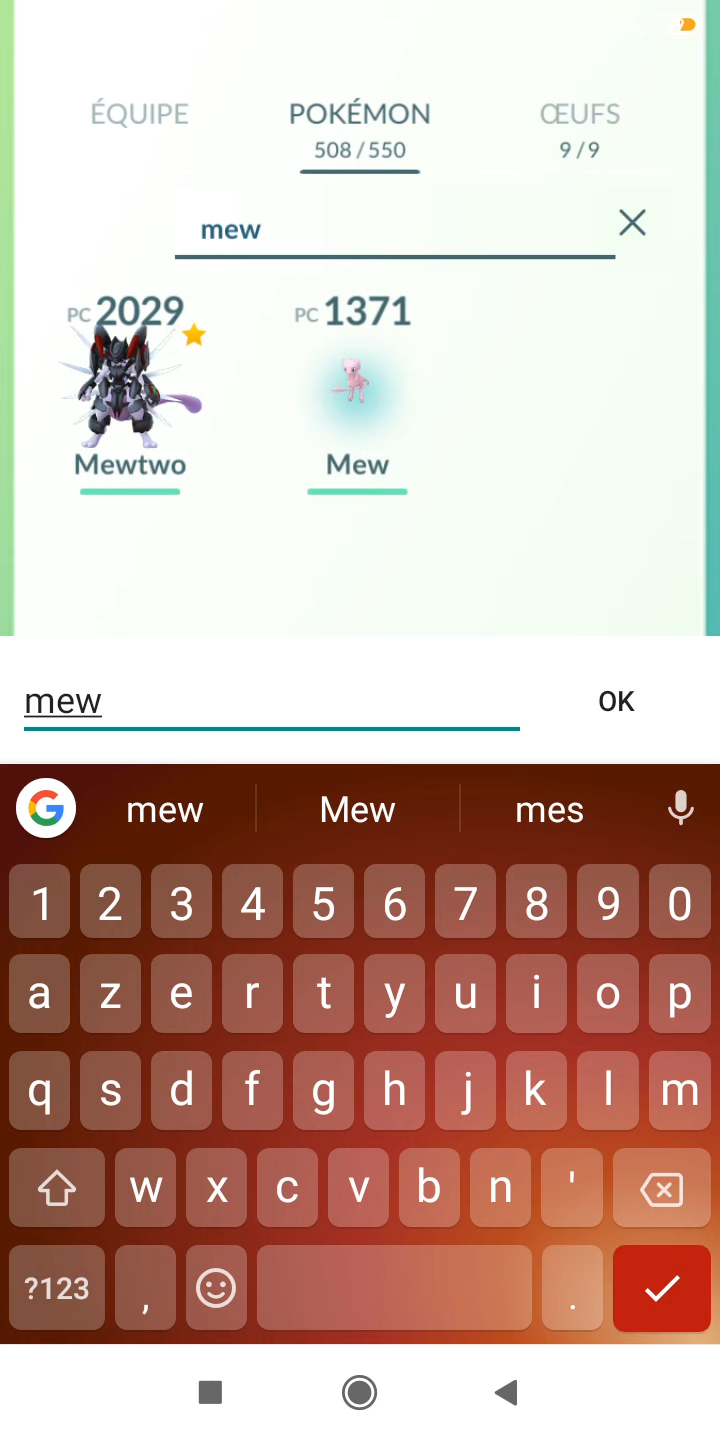 ÉQUIPE POKÉMON ŒUFS
508 / 550 9 / 9
mew
PC 2029 PC 1371
Mewtwo Mew
mew OK
mew Mew mes
1 2 3 4 5 6 7 8 9 0
a z e r t y u i o p
q s d f g h j k l m
w x c v b n '
?123 , .